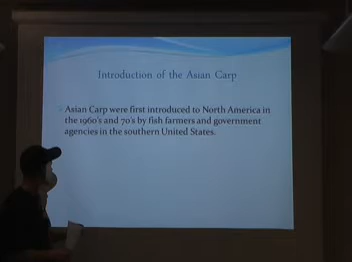 Introduction of the Asian Carp
Asian Carp were first introduced to North America in
the 1960's and 70's by fish farmers and government
agencies in the southern United States.